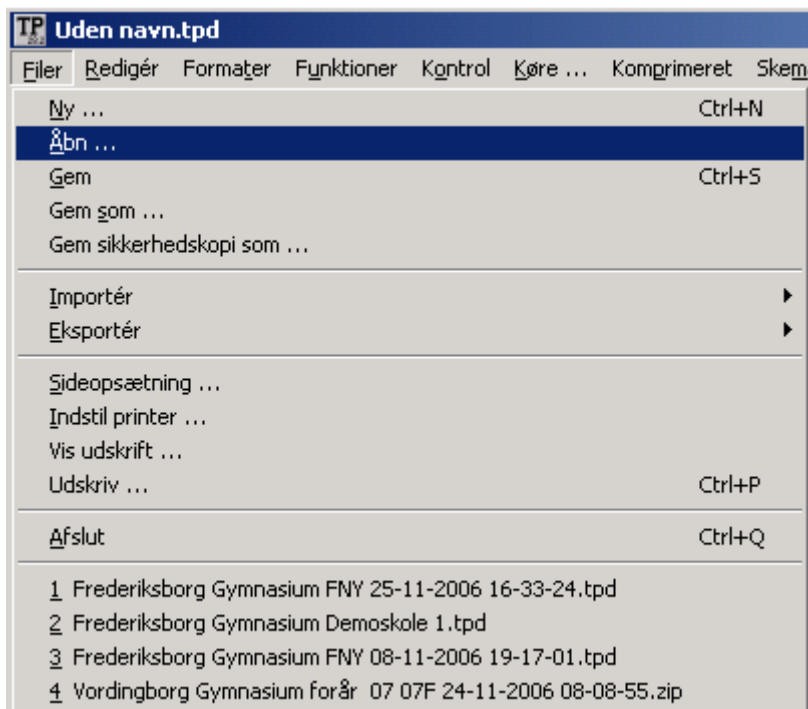 TP Uden navn.tpd
Filer Redigér Formater Funktioner Kontrol Køre ... Komprimeret Skem
Ny ... Ctrl+N
Åbn ...
Gem Ctrl+S
Gem som ...
Gem sikkerhedskopi som ...
Importér
Eksportér
Sideopsætning ...
Indstil printer ...
Vis udskrift ...
Udskriv ... Ctrl+P
Afslut Ctrl+Q
1 Frederiksborg Gymnasium FNY 25-11-2006 16-33-24.tpd
2 Frederiksborg Gymnasium Demoskole 1.tpd
3 Frederiksborg Gymnasium FNY 08-11-2006 19-17-01.tpd
4 Vordingborg Gymnasium forår 07 07F 24-11-2006 08-08-55.zip